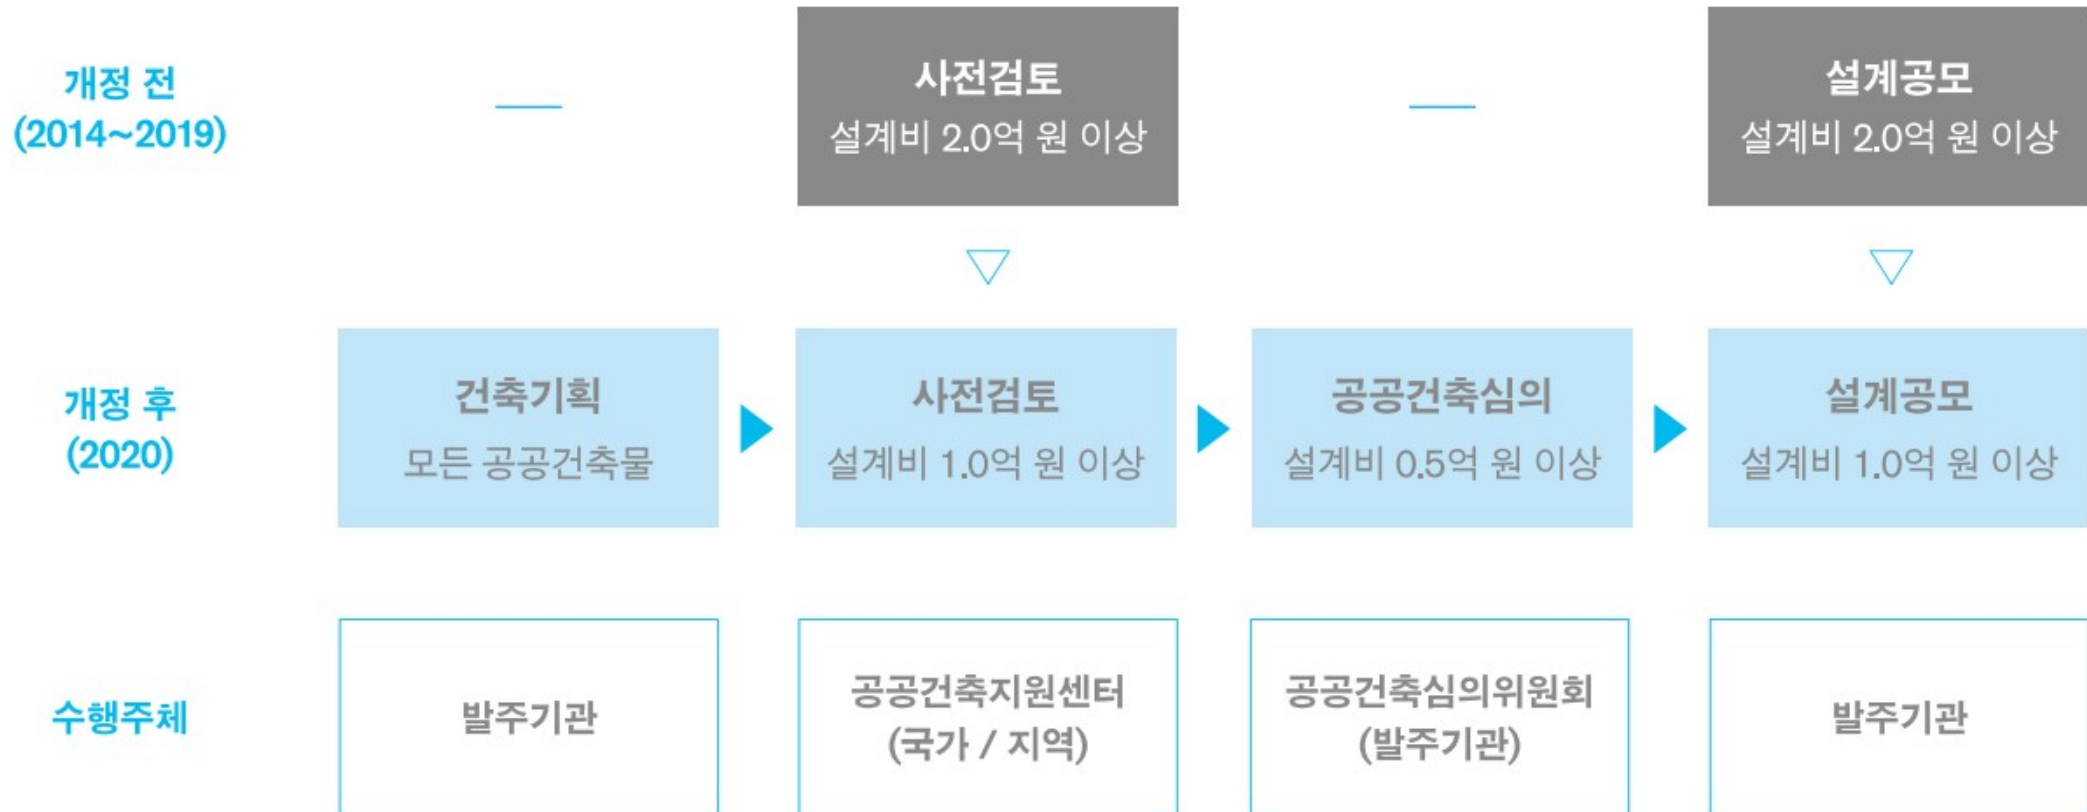 개정 전
(2014~2019)
—
사전검토
설계비 2.0억 원 이상
—
설계공모
설계비 2.0억 원 이상
개정 후
(2020)
건축기획
모든 공공건축물
사전검토
설계비 1.0억 원 이상
공공건축심의
설계비 0.5억 원 이상
설계공모
설계비 1.0억 원 이상
수행주체
발주기관
공공건축지원센터
(국가 / 지역)
공공건축심의위원회
(발주기관)
발주기관